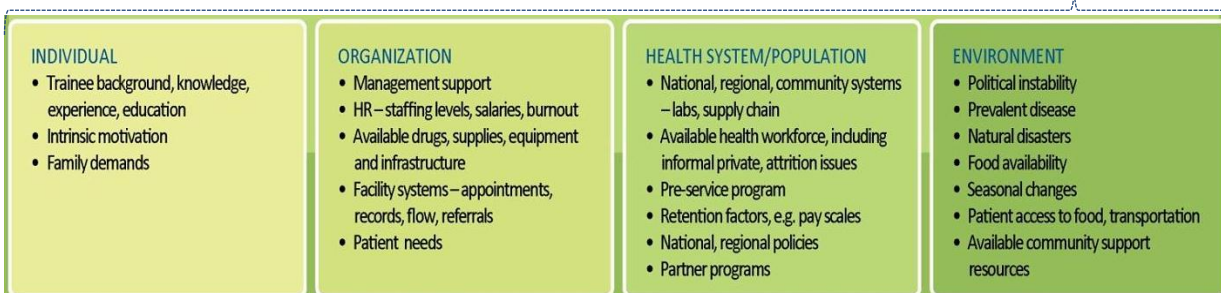 INDIVIDUAL
• Trainee background, knowledge,
experience, education
• Intrinsic motivation
• Family demands
ORGANIZATION
• Management support
• HR – staffing levels, salaries, burnout
• Available drugs, supplies, equipment
and infrastructure
• Facility systems – appointments,
records, flow, referrals
• Patient needs
HEALTH SYSTEM/POPULATION
• National, regional, community systems
– labs, supply chain
• Available health workforce, including
informal private, attrition issues
• Pre-service program
• Retention factors, e.g. pay scales
• National, regional policies
• Partner programs
ENVIRONMENT
• Political instability
• Prevalent disease
• Natural disasters
• Food availability
• Seasonal changes
• Patient access to food, transportation
• Available community support
resources